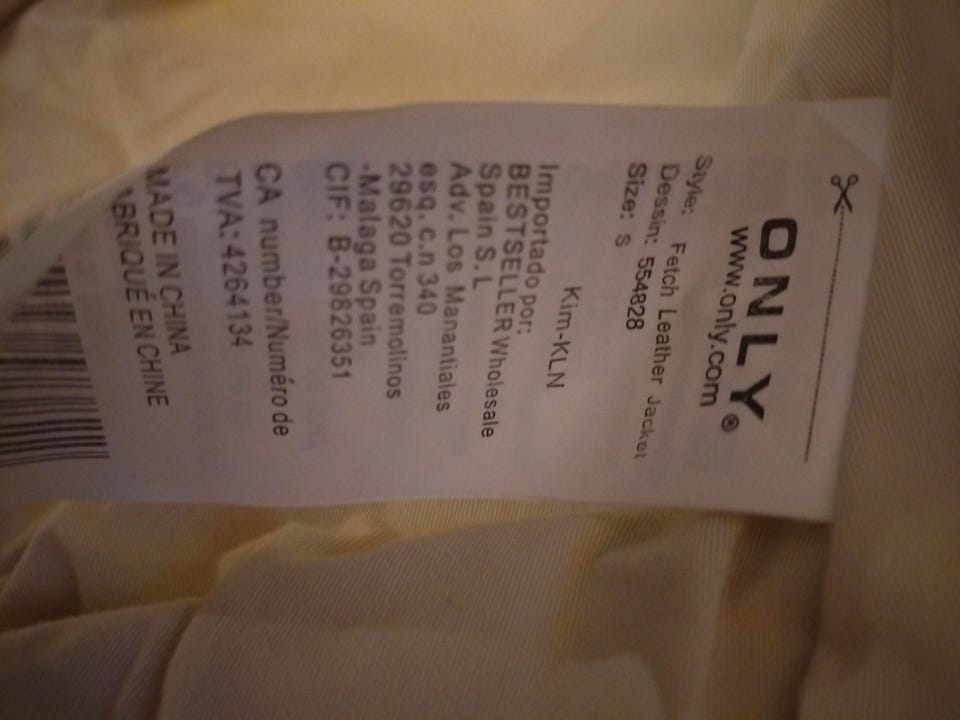 ONLY®
www.only.com
Style: Fetch Leather Jacket
Dessin: 554828
Size: S
Kim-KLN
Importado por:
BESTSELLER Wholesale
Spain S.L
Adv. Los Manantiales
esq. c.n 340
29620 Torremolinos
-Malaga Spain
CIF: B-29826351
CA number/Numéro de
TVA: 4264134
MADE IN CHINA
ABRIQUÉ EN CHINE